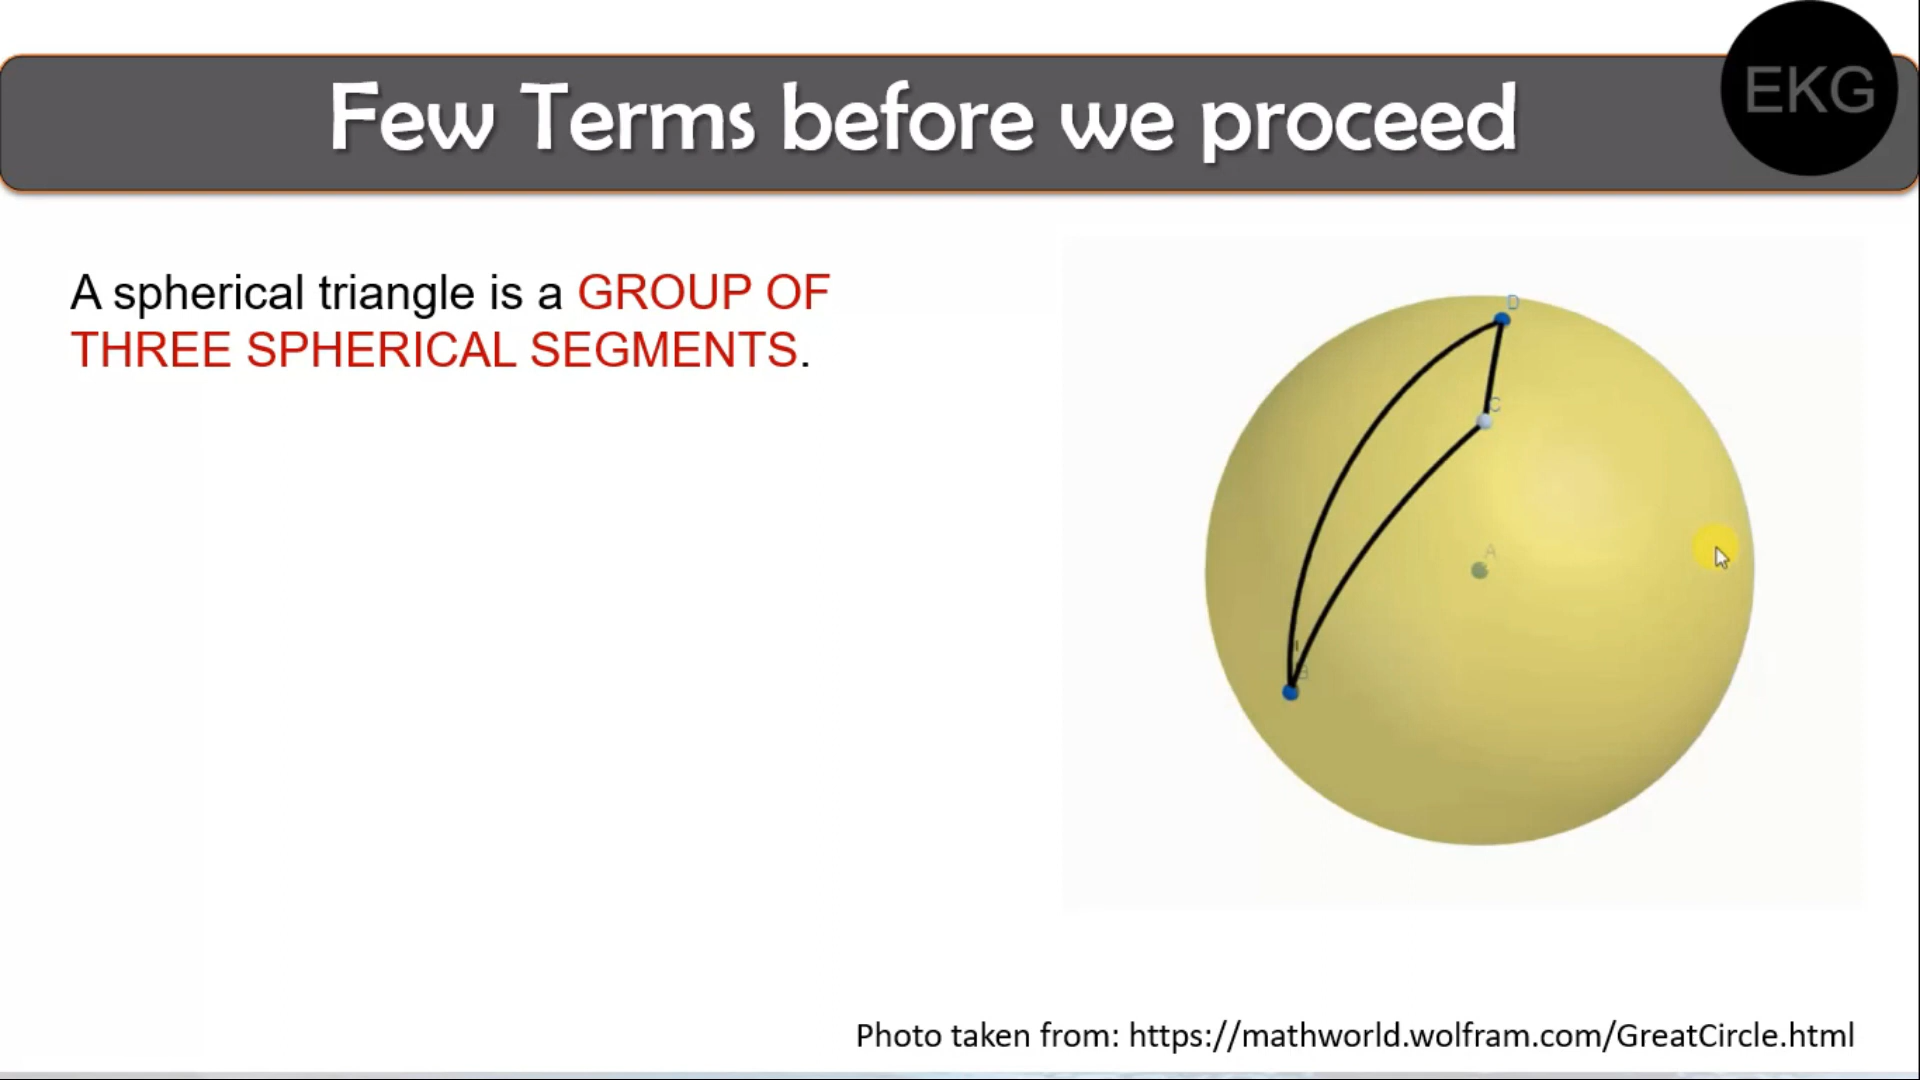 Few Terms before we proceed
EKG
A spherical triangle is a GROUP OF
THREE SPHERICAL SEGMENTS.
D
C
A
B
Photo taken from: https://mathworld.wolfram.com/GreatCircle.html